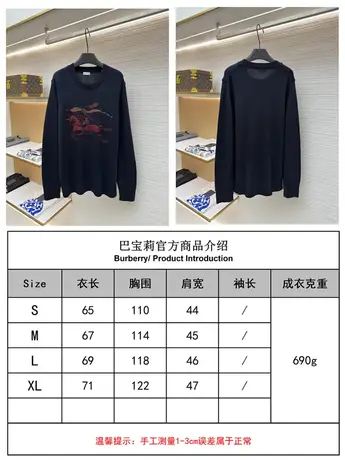 巴宝莉官方商品介绍
Burberry/ Product Introduction
Size 衣长 胸围 肩宽 袖长 成衣克重
S 65 110 44 /
M 67 114 45 /
L 69 118 46 / 690g
XL 71 122 47 /
温馨提示：手工测量1-3cm误差属于正常